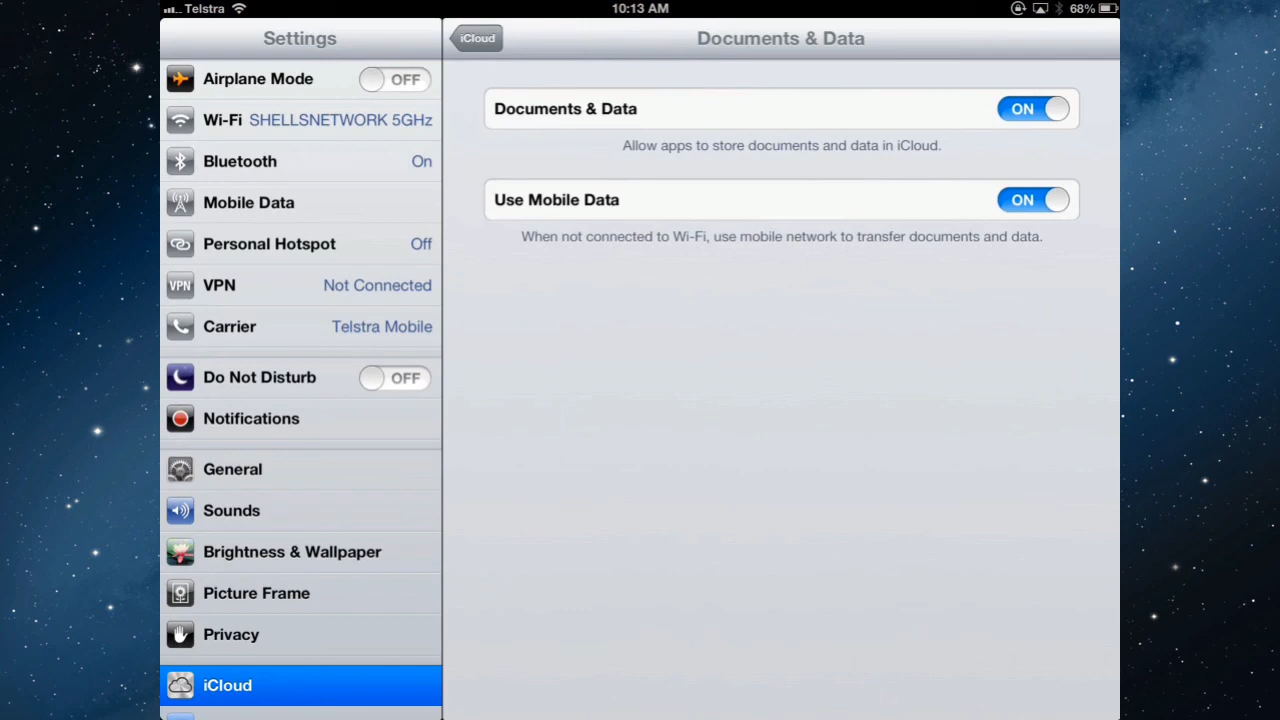 Telstra 10:13 AM 68%
Settings
Airplane Mode OFF
Wi-Fi SHELLSNETWORK 5GHz
Bluetooth On
Mobile Data
Personal Hotspot Off
VPN VPN Not Connected
Carrier Telstra Mobile
Do Not Disturb OFF
Notifications
General
Sounds
Brightness & Wallpaper
Picture Frame
Privacy
iCloud
iCloud Documents & Data
Documents & Data ON
Allow apps to store documents and data in iCloud.
Use Mobile Data ON
When not connected to Wi-Fi, use mobile network to transfer documents and data.